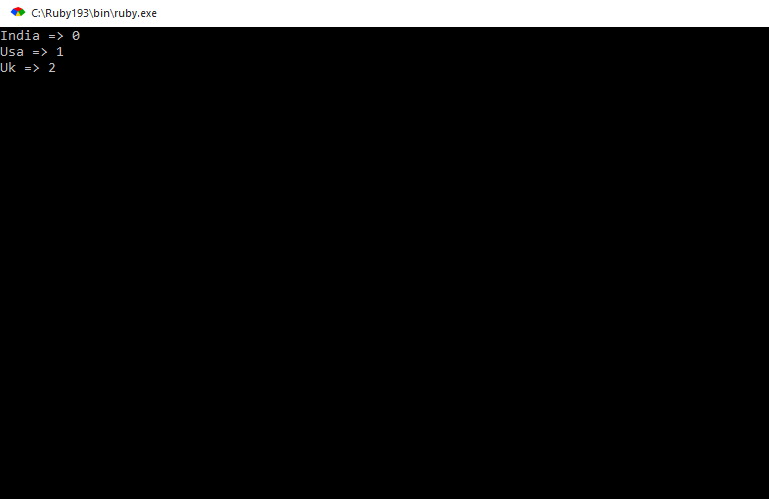 C:\Ruby193\bin\ruby.exe
India => 0
Usa => 1
Uk => 2